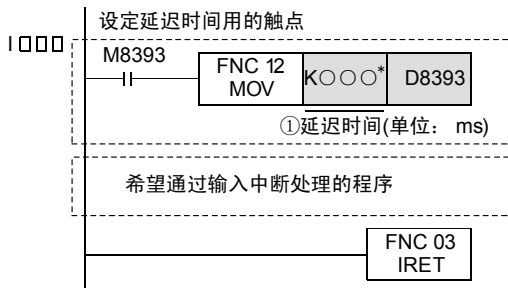 设定延迟时间用的触点
I□□□
M8393
FNC 12
MOV
K○○○*
D8393
①延迟时间(单位： ms)
希望通过输入中断处理的程序
FNC 03
IRET